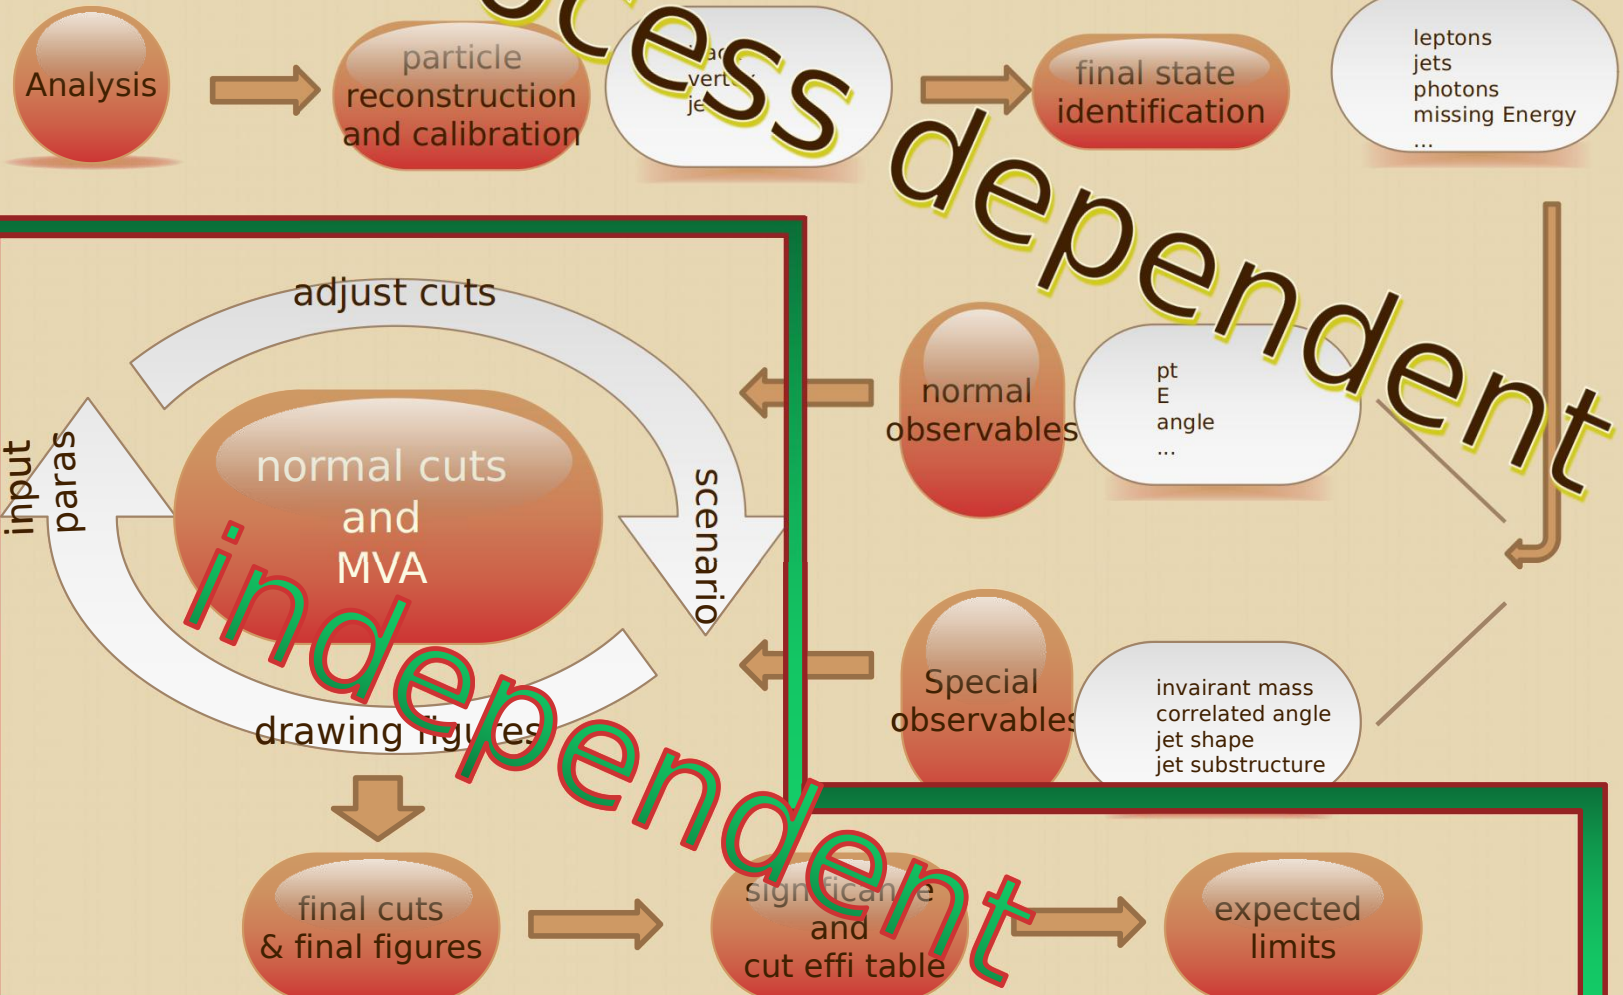 Analysis
particle
reconstruction
and calibration
final state
identification
leptons
jets
photons
missing Energy
...
dependent
adjust cuts
input
paras
normal cuts
and
MVA
scenario
drawing figures
independent
normal
observables
pt
E
angle
...
Special
observables
invairant mass
correlated angle
jet shape
jet substructure
final cuts
& final figures
significance
and
cut effi table
expected
limits